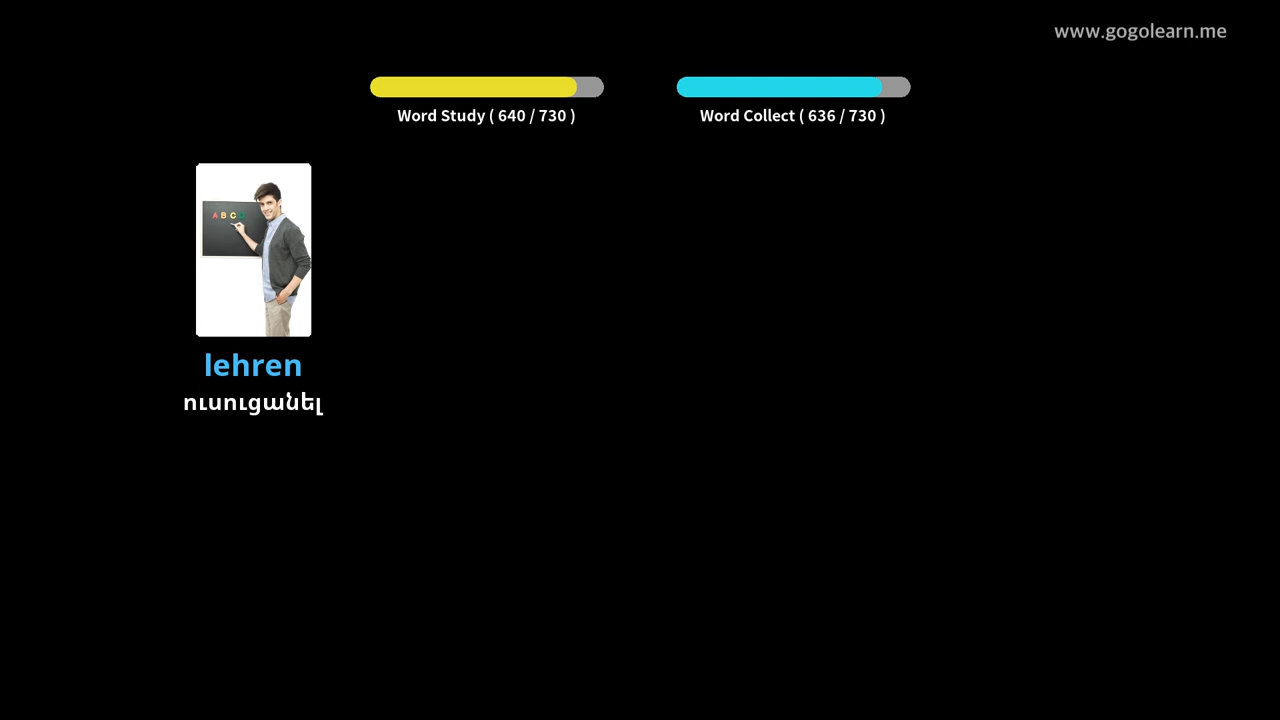 www.gogolearn.me
Word Study ( 640 / 730 )
Word Collect ( 636 / 730 )
A B C D
lehren
ուսուցանել